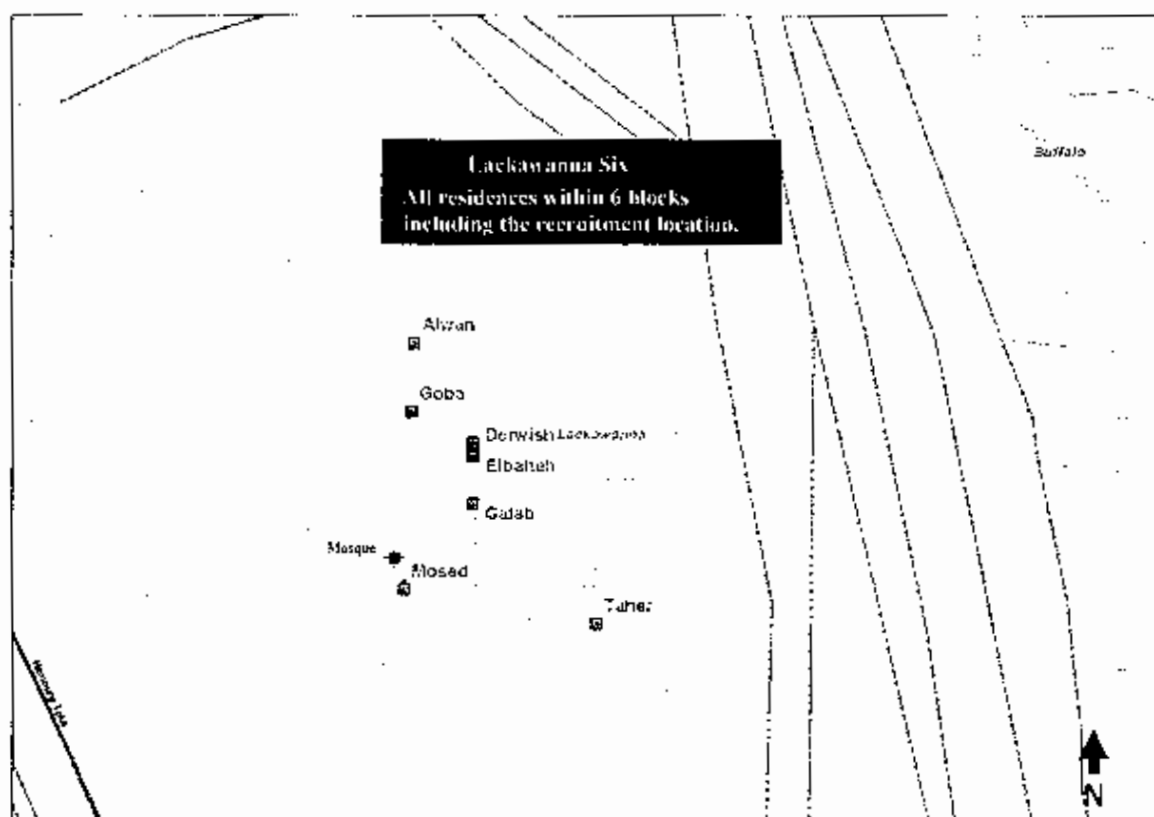 Lackawanna Six
All residences within 6 blocks
including the recruitment location.
Buffalo
Alwan
Goba
Derwish Lackawanna
Elbaneh
Galab
Mosque
Mosed
Taher
N